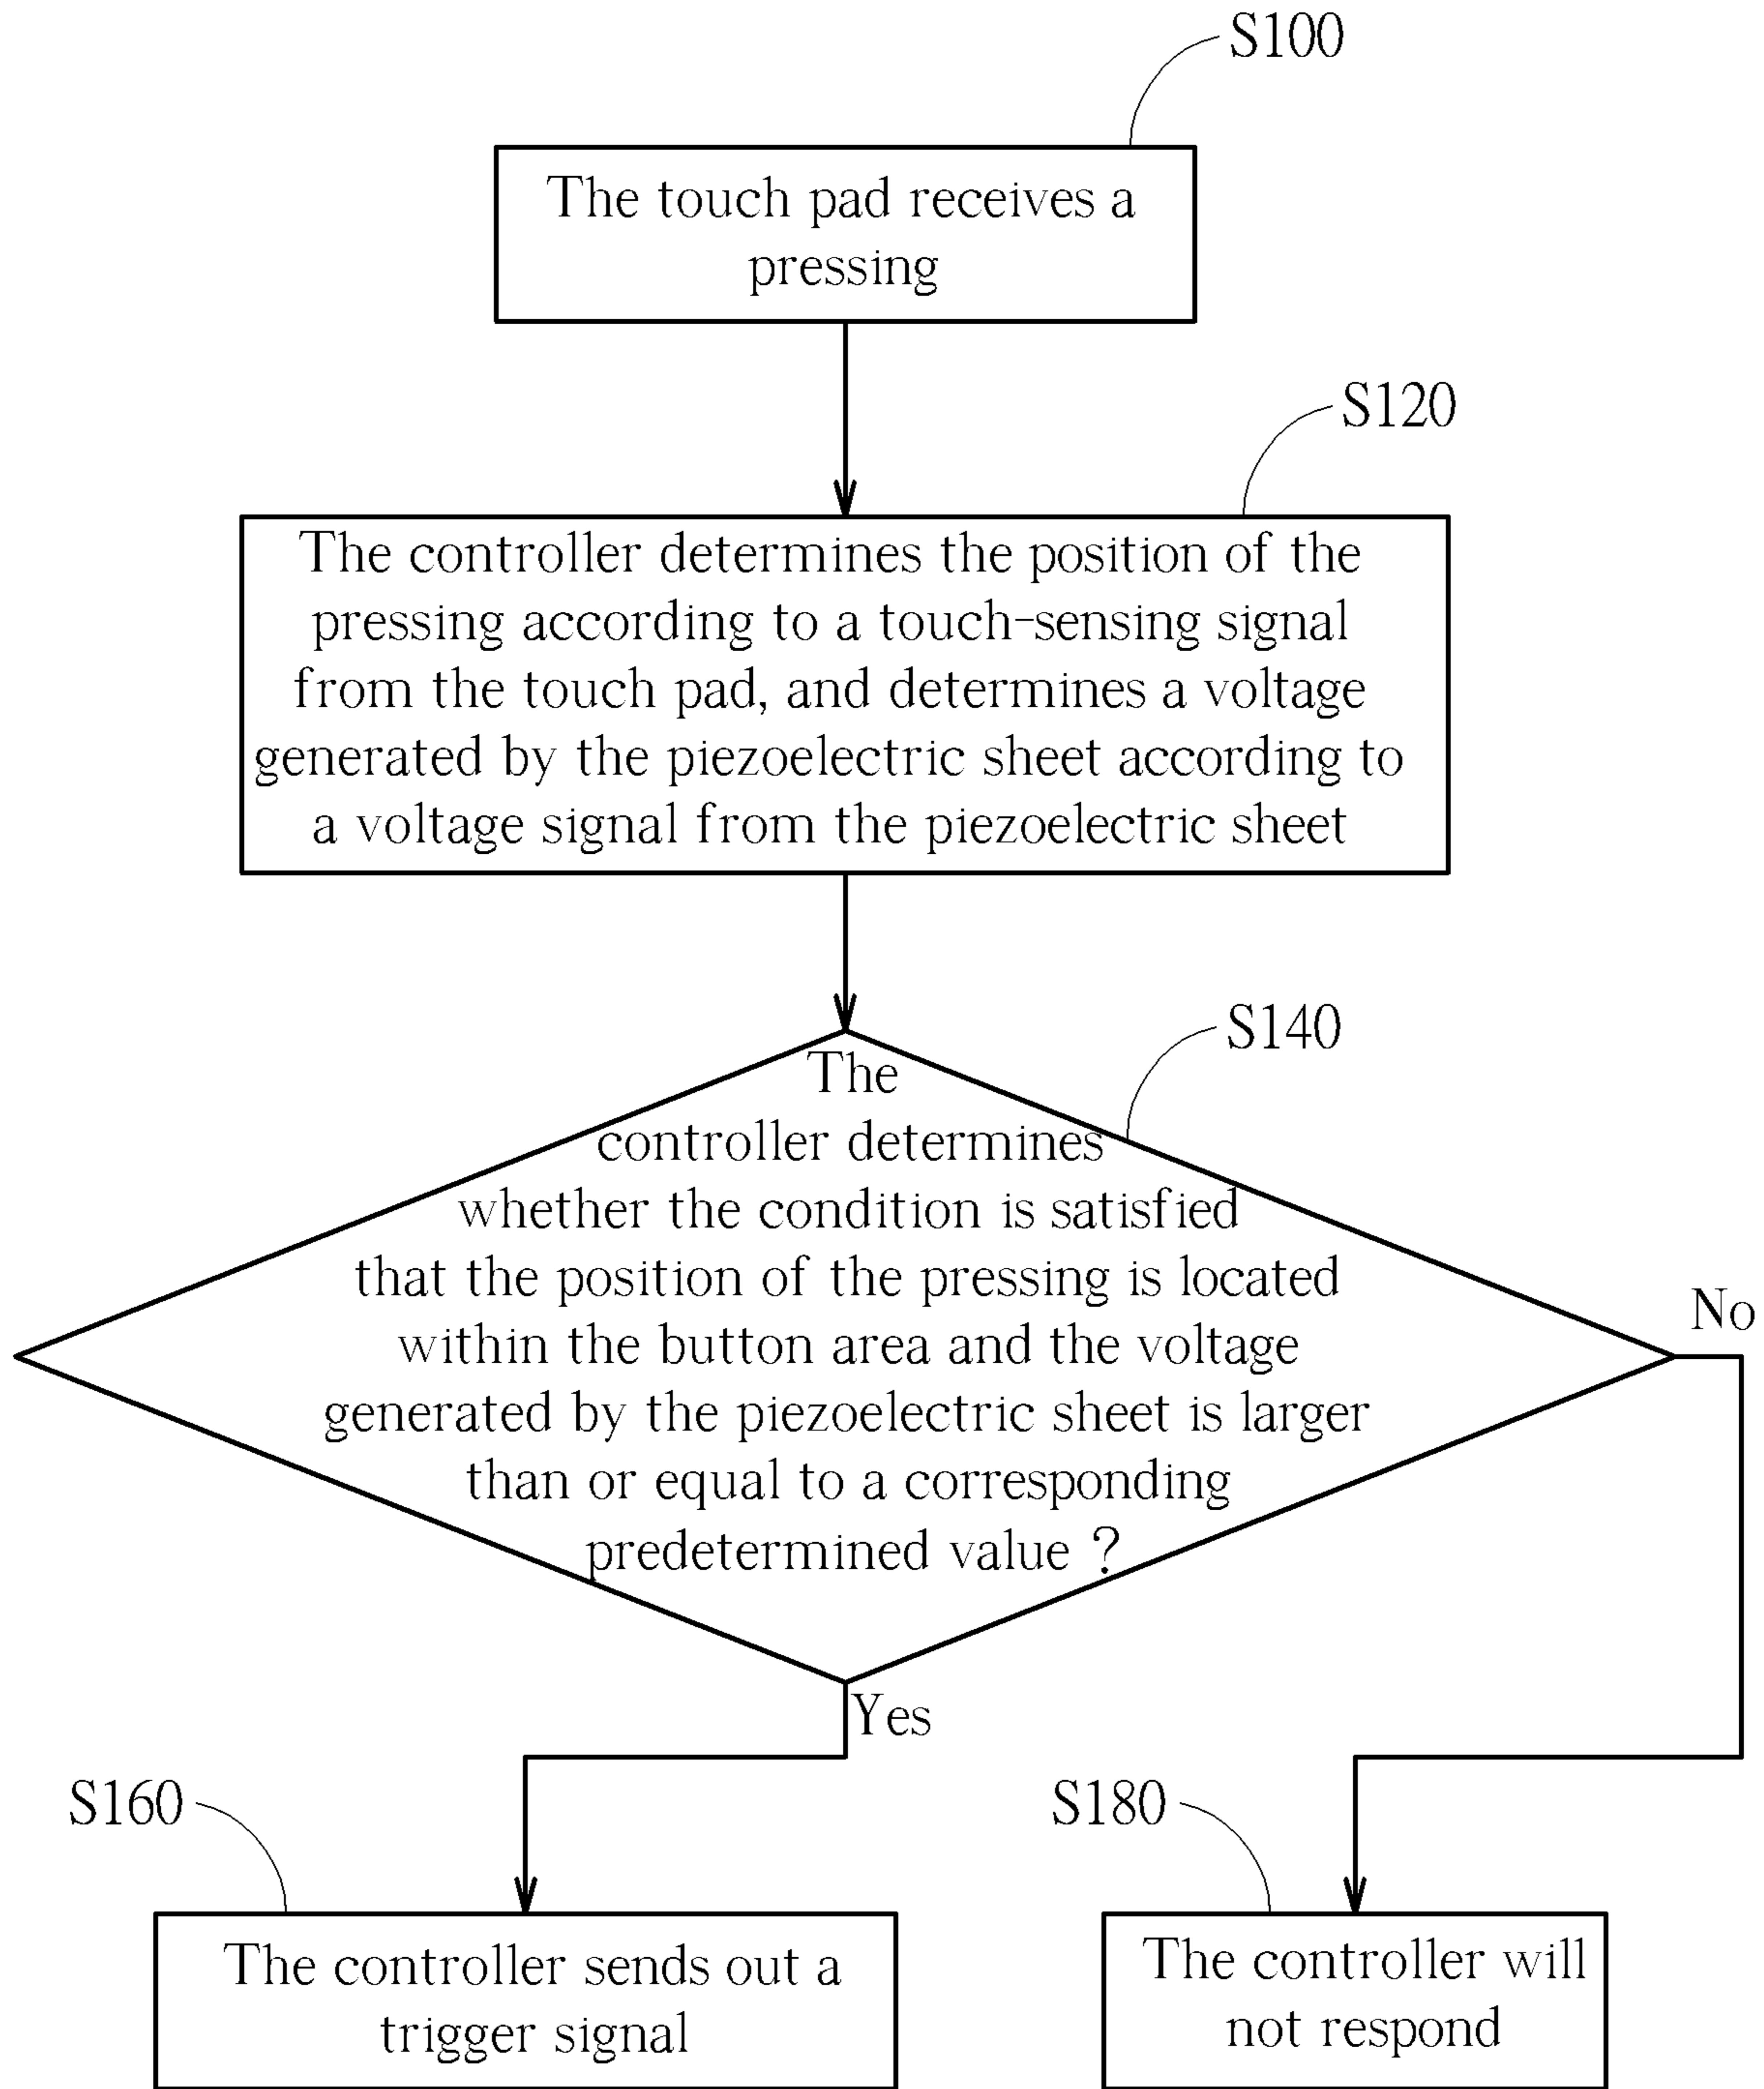 S100
The touch pad receives a
pressing
S120
The controller determines the position of the
pressing according to a touch-sensing signal
from the touch pad, and determines a voltage
generated by the piezoelectric sheet according to
a voltage signal from the piezoelectric sheet
S140
The
controller determines
whether the condition is satisfied
that the position of the pressing is located
within the button area and the voltage
generated by the piezoelectric sheet is larger
than or equal to a corresponding
predetermined value ?
No
Yes
S160
The controller sends out a
trigger signal
S180
The controller will
not respond